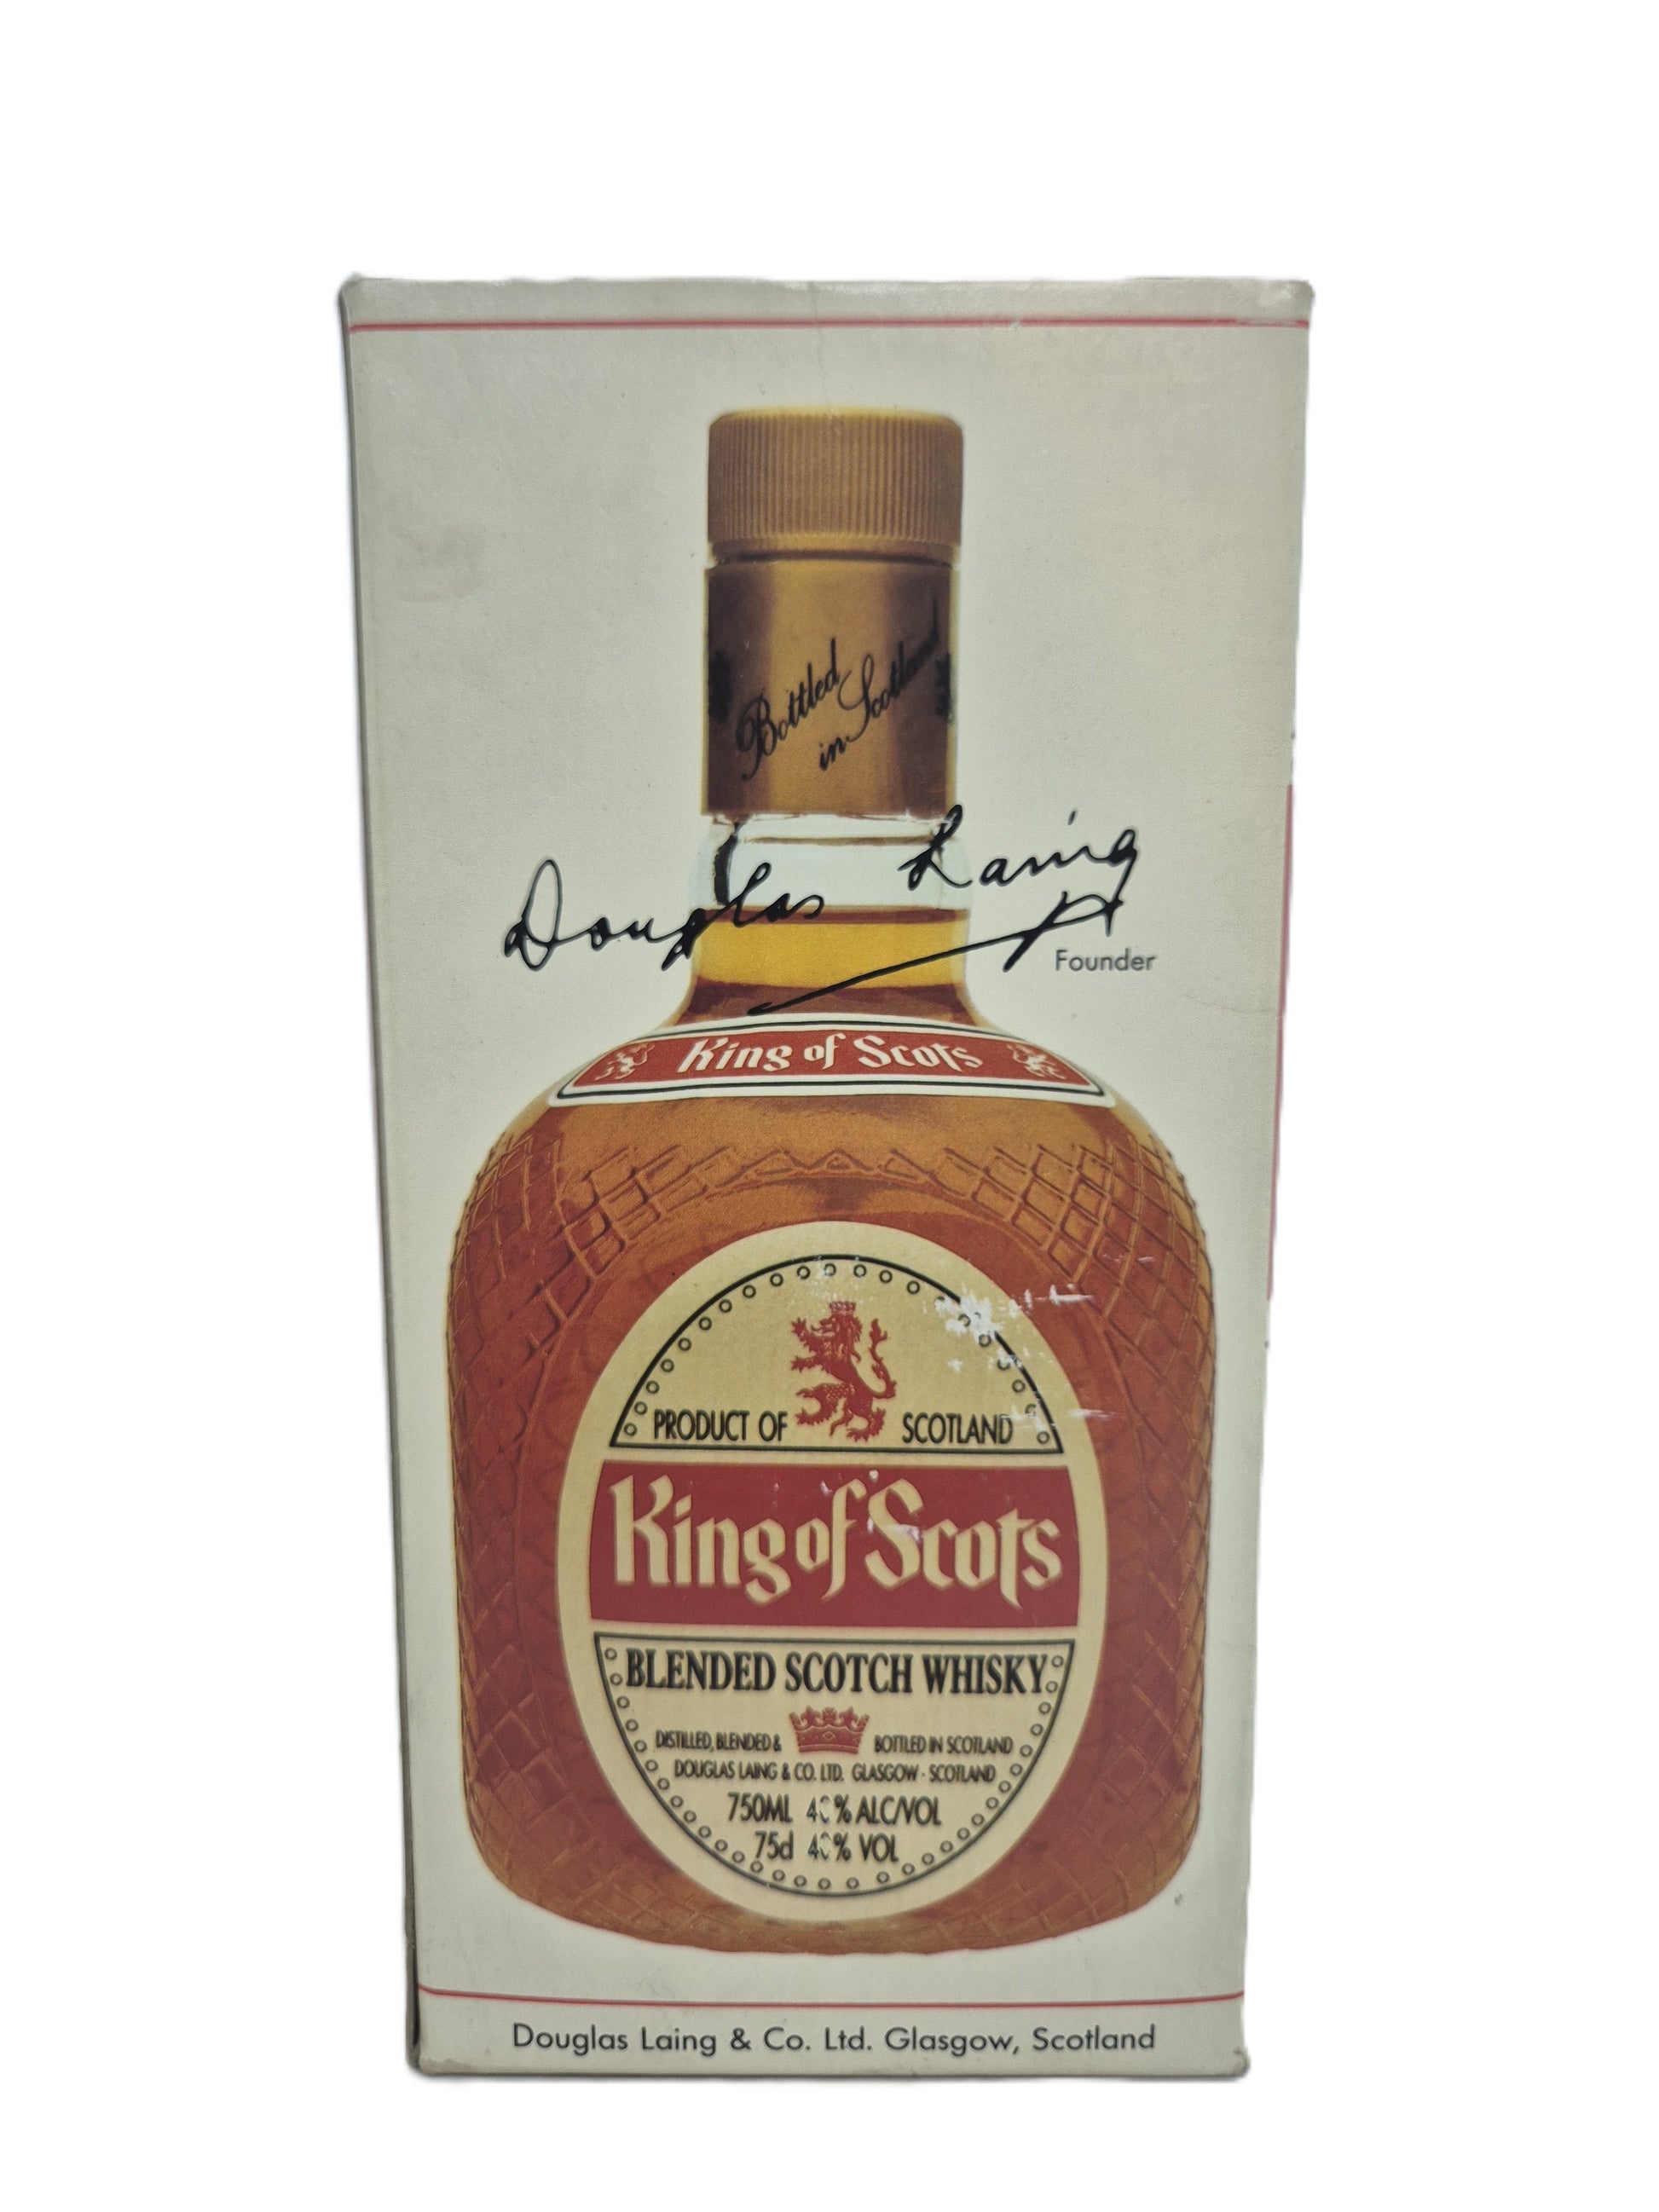 Bottled
in Scotland
Douglas Laing
Founder
King of Scots
PRODUCT OF SCOTLAND
King of Scots
BLENDED SCOTCH WHISKY
DISTILLED, BLENDED & BOTTLED IN SCOTLAND
DOUGLAS LAING & CO. LTD. GLASGOW · SCOTLAND
750ML % ALC/VOL
75cl % VOL
Douglas Laing & Co. Ltd. Glasgow, Scotland